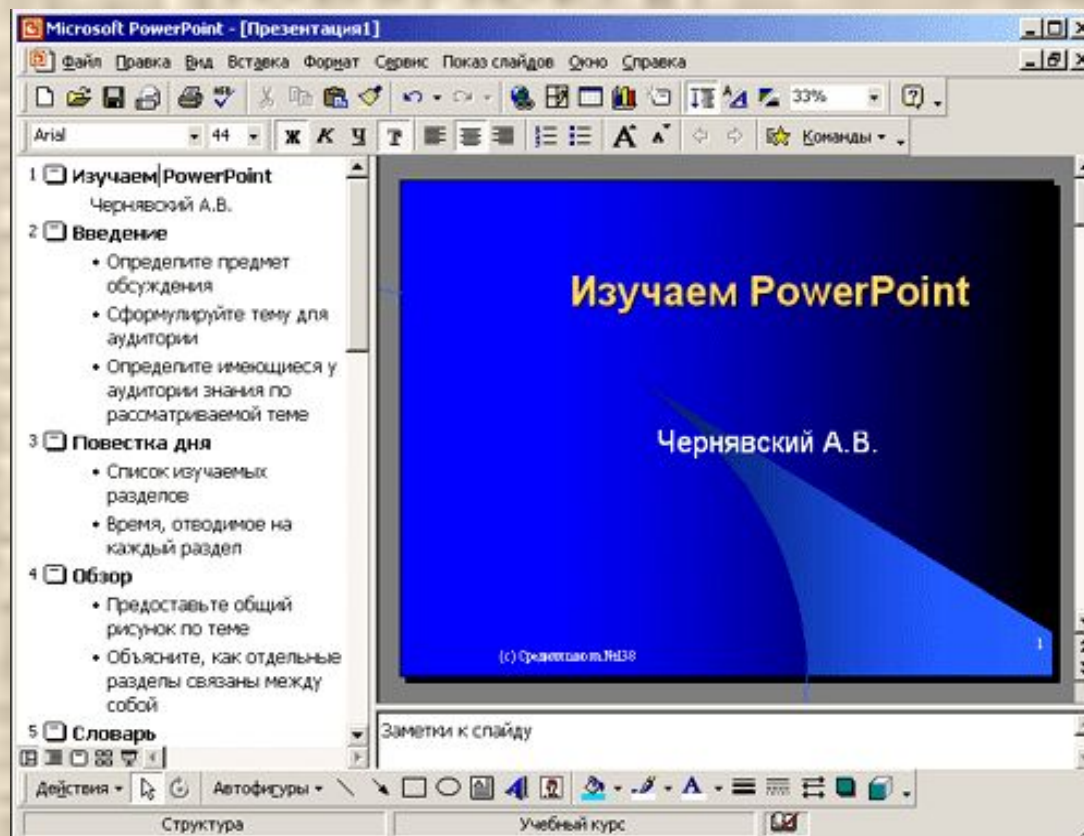 Microsoft PowerPoint - [Презентация1]
Файл Правка Вид Вставка Формат Сервис Показ слайдов Окно Справка
33%
Arial 44 Ж К Ч Команды
1 Изучаем PowerPoint
Чернявский А.В.
2 Введение
• Определите предмет
обсуждения
• Сформулируйте тему для
аудитории
• Определите имеющиеся у
аудитории знания по
рассматриваемой теме
3 Повестка дня
• Список изучаемых
разделов
• Время, отводимое на
каждый раздел
4 Обзор
• Предоставьте общий
рисунок по теме
• Объясните, как отдельные
разделы связаны между
собой
5 Словарь
Изучаем PowerPoint
Чернявский А.В.
(c) №138
1
Заметки к слайду
Действия Автофигуры
Структура Учебный курс